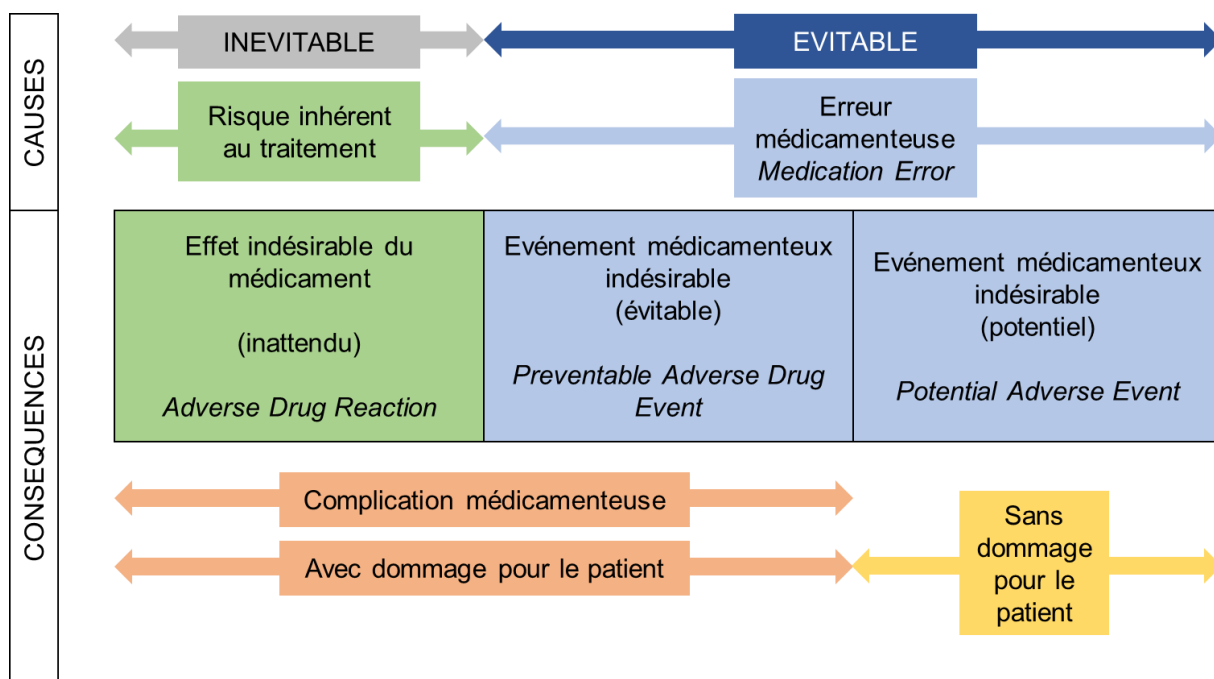 CAUSES
INEVITABLE
EVITABLE
Risque inhérent
au traitement
Erreur
médicamenteuse
Medication Error
CONSEQUENCES
Effet indésirable du
médicament
(inattendu)
Adverse Drug Reaction
Evénement médicamenteux
indésirable
(évitable)
Preventable Adverse Drug
Event
Evénement médicamenteux
indésirable
(potentiel)
Potential Adverse Event
Complication médicamenteuse
Avec dommage pour le patient
Sans
dommage
pour le
patient